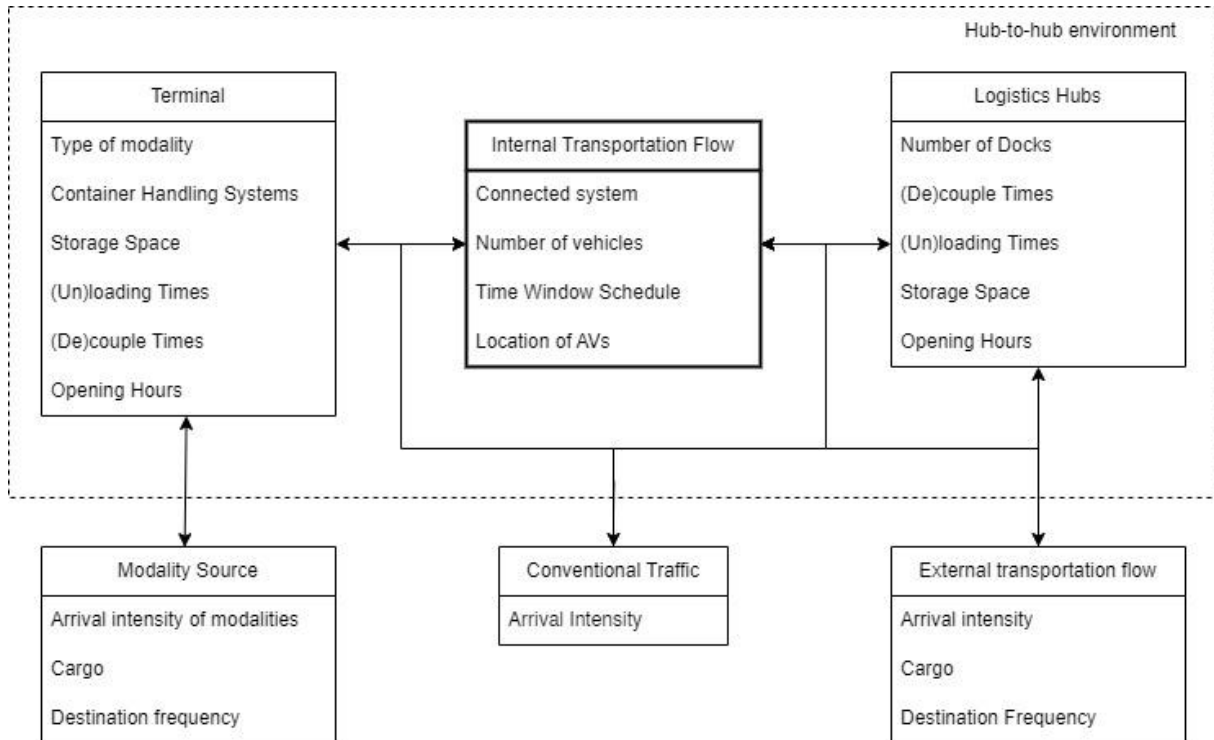 Hub-to-hub environment
Terminal
Type of modality
Container Handling Systems
Storage Space
(Un)loading Times
(De)couple Times
Opening Hours
Internal Transportation Flow
Connected system
Number of vehicles
Time Window Schedule
Location of AVs
Logistics Hubs
Number of Docks
(De)couple Times
(Un)loading Times
Storage Space
Opening Hours
Modality Source
Arrival intensity of modalities
Cargo
Destination frequency
Conventional Traffic
Arrival Intensity
External transportation flow
Arrival intensity
Cargo
Destination Frequency